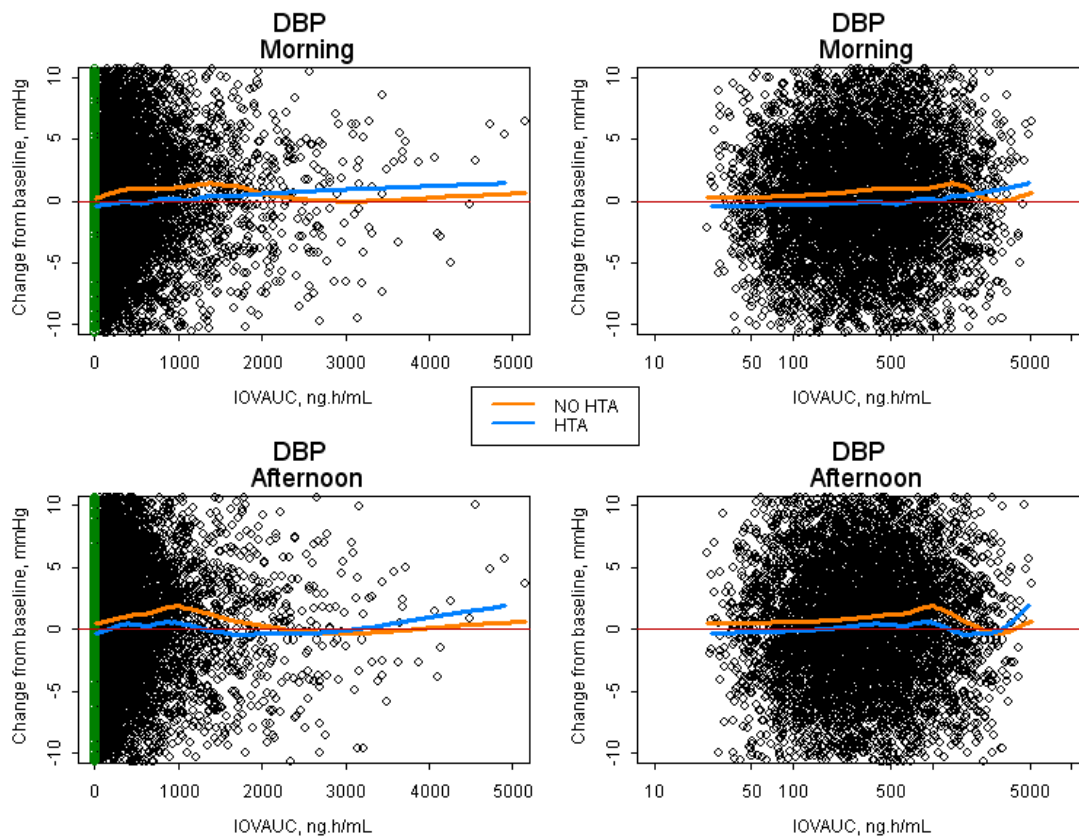 DBP
Morning
Change from baseline, mmHg
10
5
0
-5
-10
0 1000 2000 3000 4000 5000
IOVAUC, ng.h/mL
DBP
Morning
Change from baseline, mmHg
10
5
0
-5
-10
10 50 100 500 5000
IOVAUC, ng.h/mL
NO HTA
HTA
DBP
Afternoon
Change from baseline, mmHg
10
5
0
-5
-10
0 1000 2000 3000 4000 5000
IOVAUC, ng.h/mL
DBP
Afternoon
Change from baseline, mmHg
10
5
0
-5
-10
10 50 100 500 5000
IOVAUC, ng.h/mL